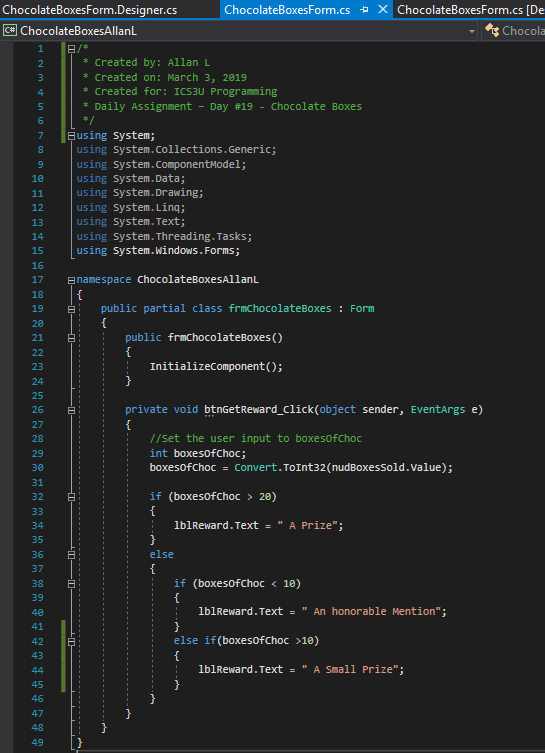 ChocolateBoxesForm.Designer.cs ChocolateBoxesForm.cs ChocolateBoxesForm.cs [De
C# ChocolateBoxesAllanL Chocola
1 /*
2 * Created by: Allan L
3 * Created on: March 3, 2019
4 * Created for: ICS3U Programming
5 * Daily Assignment – Day #19 - Chocolate Boxes
6 */
7 using System;
8 using System.Collections.Generic;
9 using System.ComponentModel;
10 using System.Data;
11 using System.Drawing;
12 using System.Linq;
13 using System.Text;
14 using System.Threading.Tasks;
15 using System.Windows.Forms;
16
17 namespace ChocolateBoxesAllanL
18 {
19 public partial class frmChocolateBoxes : Form
20 {
21 public frmChocolateBoxes()
22 {
23 InitializeComponent();
24 }
25
26 private void btnGetReward_Click(object sender, EventArgs e)
27 {
28 //Set the user input to boxesOfChoc
29 int boxesOfChoc;
30 boxesOfChoc = Convert.ToInt32(nudBoxesSold.Value);
31
32 if (boxesOfChoc > 20)
33 {
34 lblReward.Text = " A Prize";
35 }
36 else
37 {
38 if (boxesOfChoc < 10)
39 {
40 lblReward.Text = " An honorable Mention";
41 }
42 else if(boxesOfChoc >10)
43 {
44 lblReward.Text = " A Small Prize";
45 }
46 }
47 }
48 }
49 }